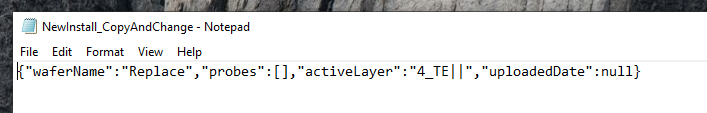 NewInstall_CopyAndChange - Notepad
File Edit Format View Help
{"waferName":"Replace","probes":[],"activeLayer":"4_TE||","uploadedDate":null}